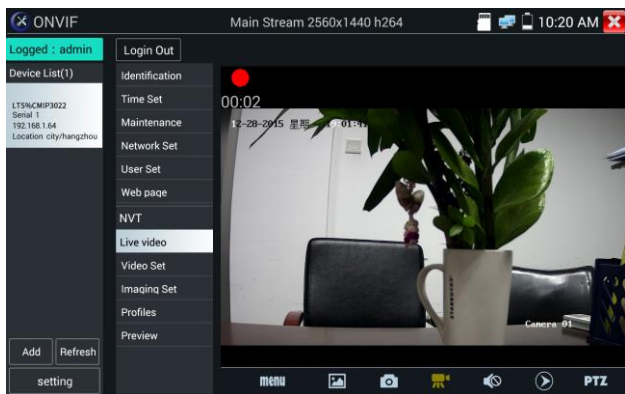 ONVIF
Main Stream 2560x1440 h264
10:20 AM
Logged : admin
Login Out
Device List(1)
LTS%CMIP3022
Serial 1
192.168.1.64
Location city/hangzhou
Identification
Time Set
Maintenance
Network Set
User Set
Web page
NVT
Live video
Video Set
Imaging Set
Profiles
Preview
00:02
12-28-2015 星期
Camera 01
Add
Refresh
setting
menu
PTZ